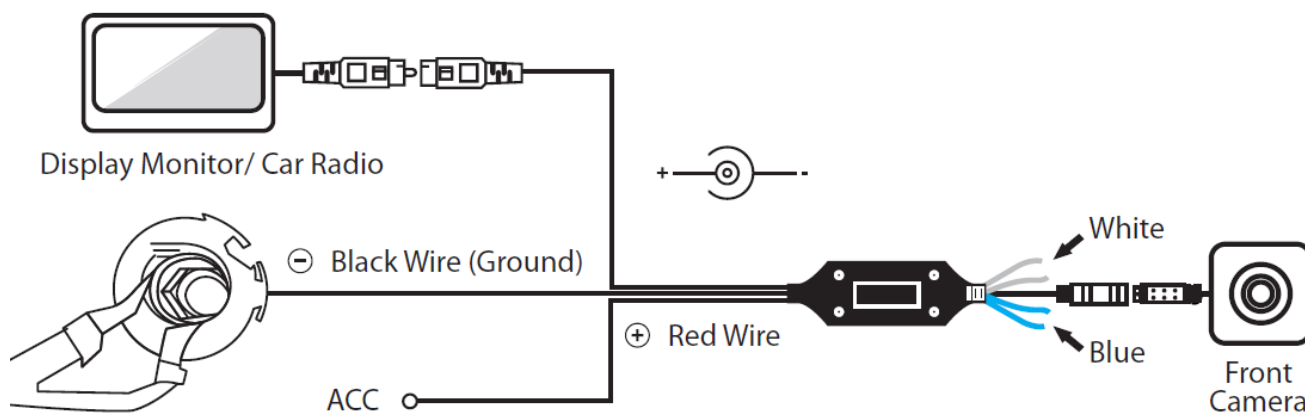 Display Monitor/ Car Radio
+ -
White
⊖ Black Wire (Ground)
⊕ Red Wire
Blue
Front
Camera
ACC